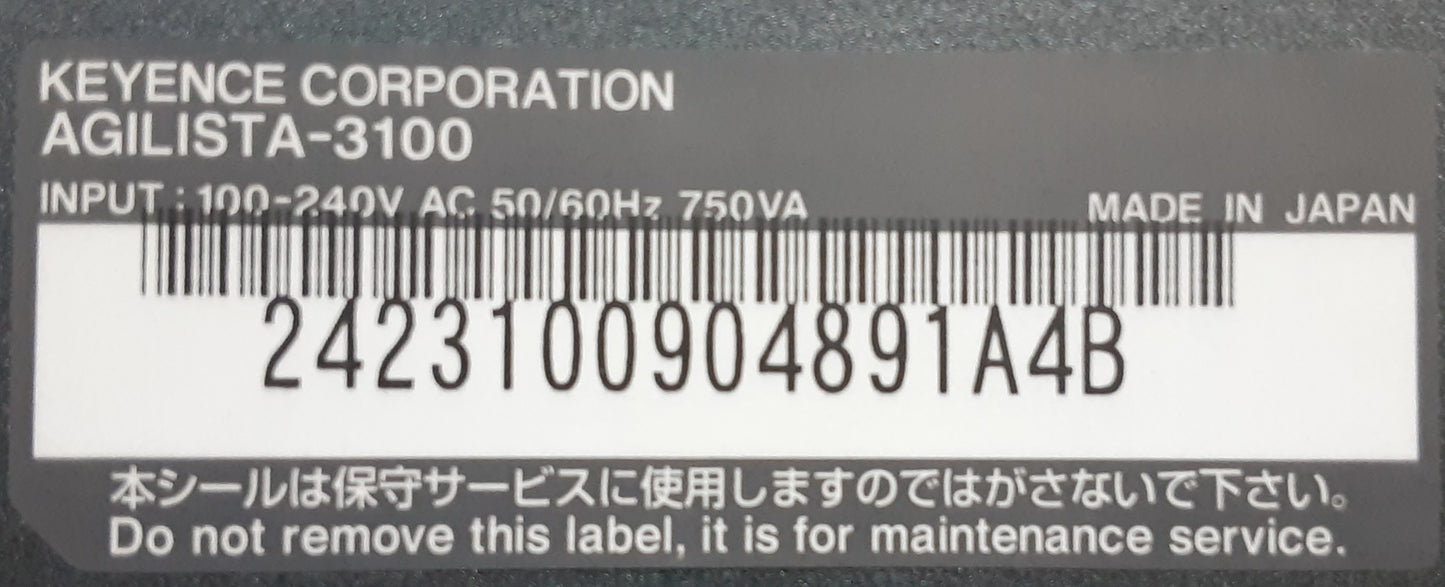 KEYENCE CORPORATION
AGILISTA-3100
INPUT : 100-240V AC 50/60Hz 750VA MADE IN JAPAN
2423100904891A4B
本シールは保守サービスに使用しますのではがさないで下さい。
Do not remove this label, it is for maintenance service.